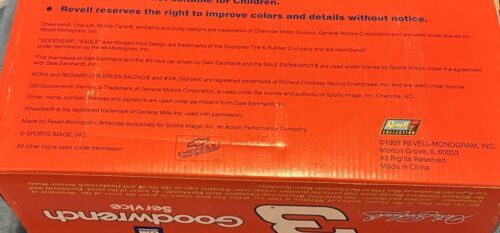 not suitable for Children.
● Revell reserves the right to improve colors and details without notice.
Chevrolet®, Chevy®, Monte Carlo®, emblems and body designs are trademarks of Chevrolet Motor Division, General Motors Corporation and are used under license by
Revell-Monogram, Inc.
"GOODYEAR", "EAGLE" and Winged Foot Design are trademarks of the Goodyear Tire & Rubber Company and are reproduced
under permission by Revell-Monogram, Inc.
"The likenesses of Dale Earnhardt and the #3 race car driven by Dale Earnhardt and the DALE EARNHARDT® are used under license by Sports Image under the agreement
with Dale Earnhardt, Inc.
RCR® and RICHARD CHILDRESS RACING® and #3® (Stylized) are registered trademarks of Richard Childress Racing Enterprises, Inc. and are used under license.
GM Goodwrench Service is a Trademark of General Motors Corporation, is used under the license and authority of Sports Image, Inc. Charlotte, NC.
Driver, name, number, likeness and signature are used under permission from Dale Earnhardt, Inc.
Wheaties® is the registered trademark of General Mills Inc. used with permission.
Made by Revell-Monogram, Americas exclusively for Sports Image, Inc. an Action Performance Company
© SPORTS IMAGE, INC.
All other logos used under permission.
CHEVROLET
Revell
COLLECTION
©1997 REVELL-MONOGRAM, INC.
Morton Grove, IL 60053
All Rights Reserved
Made in China
Goodwrench
Service
3